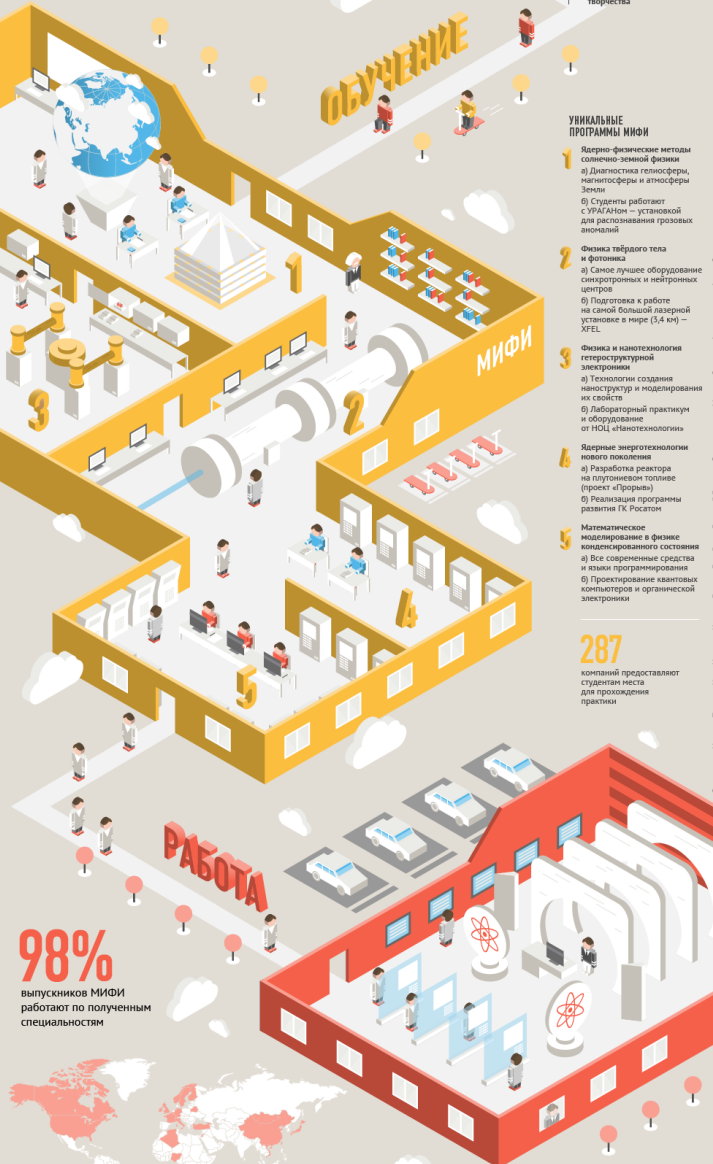 творчества
ОБУЧЕНИЕ
УНИКАЛЬНЫЕ
ПРОГРАММЫ МИФИ
1
Ядерно-физические методы
солнечно-земной физики
а) Диагностика гелиосферы,
магнитосферы и атмосферы
Земли
б) Студенты работают
с УРАГАНом — установкой
для распознавания грозовых
аномалий
2
Физика твёрдого тела
и фотоника
а) Самое лучшее оборудование
синхротронных и нейтронных
центров
б) Подготовка к работе
на самой большой лазерной
установке в мире (3,4 км) —
XFEL
3
Физика и нанотехнология
гетероструктурной
электроники
а) Технологии создания
наноструктур и моделирования
их свойств
б) Лабораторный практикум
и оборудование
от НОЦ «Нанотехнологии»
4
Ядерные энерготехнологии
нового поколения
а) Разработка реактора
на плутониевом топливе
(проект «Прорыв»)
б) Реализация программы
развития ГК Росатом
5
Математическое
моделирование в физике
конденсированного состояния
а) Все современные средства
и языки программирования
б) Проектирование квантовых
компьютеров и органической
электроники
287
компаний предоставляют
студентам места
для прохождения
практики
1
МИФИ
3
2
4
5
РАБОТА
98%
выпускников МИФИ
работают по полученным
специальностям